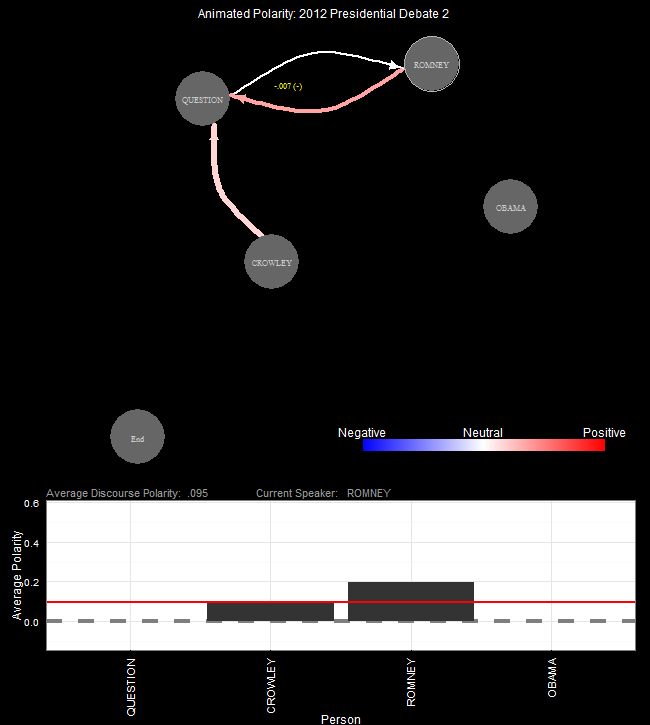 Animated Polarity: 2012 Presidential Debate 2
ROMNEY
QUESTION
-.007 (-)
OBAMA
CROWLEY
End
Negative Neutral Positive
Average Discourse Polarity: .095 Current Speaker: ROMNEY
0.6
0.4
0.2
0.0
Average Polarity
QUESTION
CROWLEY
ROMNEY
OBAMA
Person